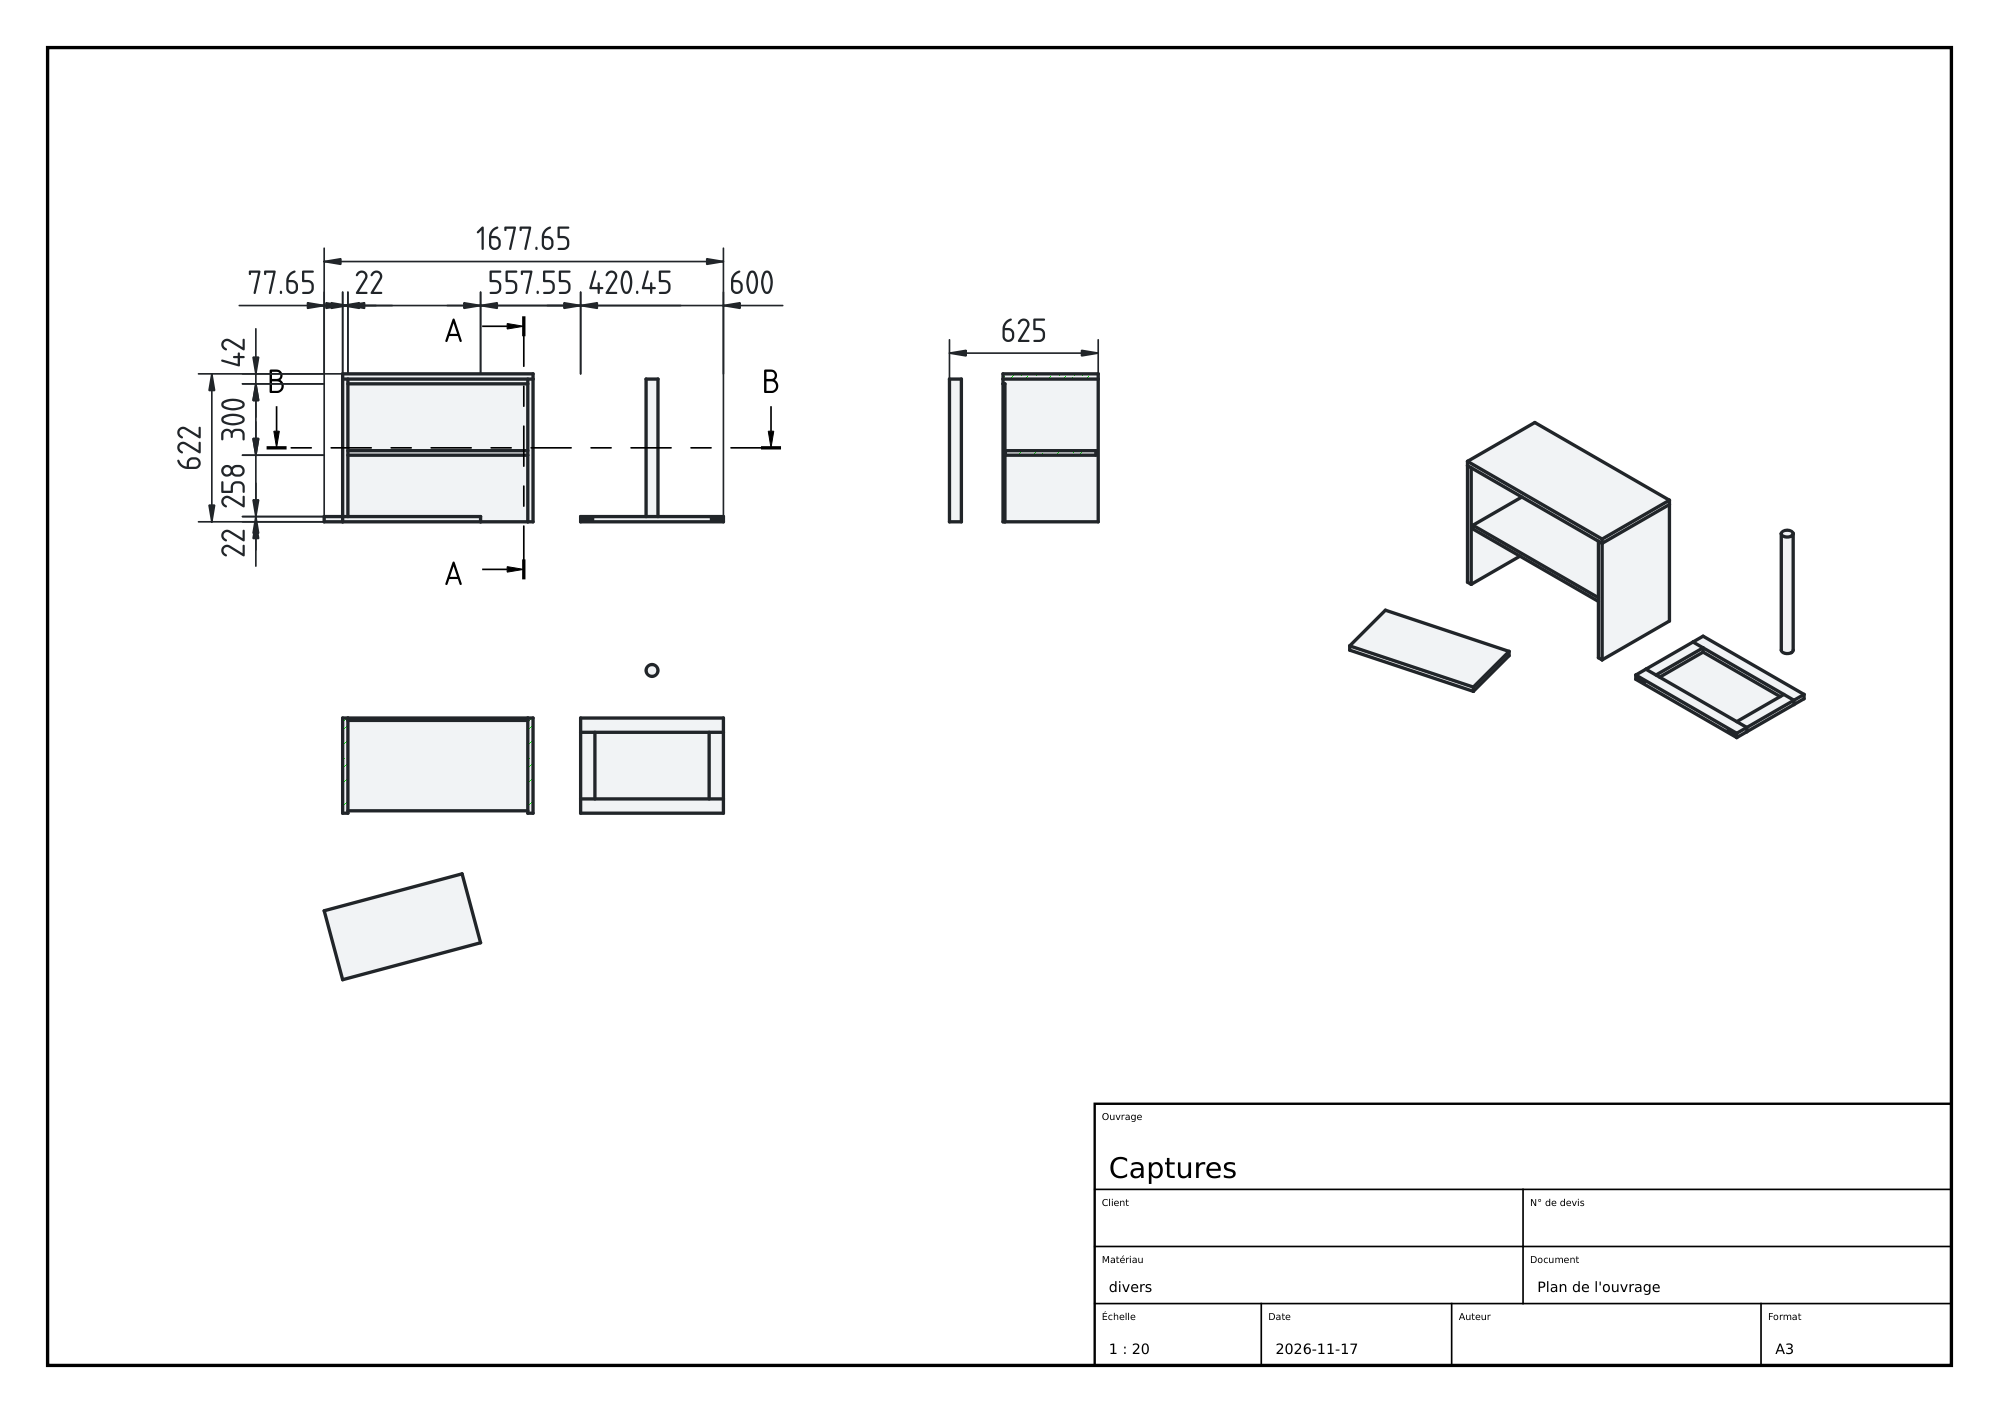 1677.65
77.65 22 557.55 420.45 600
A
625
42
B B
300
622
258
22
A
Ouvrage
Captures
Client N° de devis
Matériau Document
divers Plan de l'ouvrage
Échelle Date Auteur Format
1 : 20 2026-11-17 A3